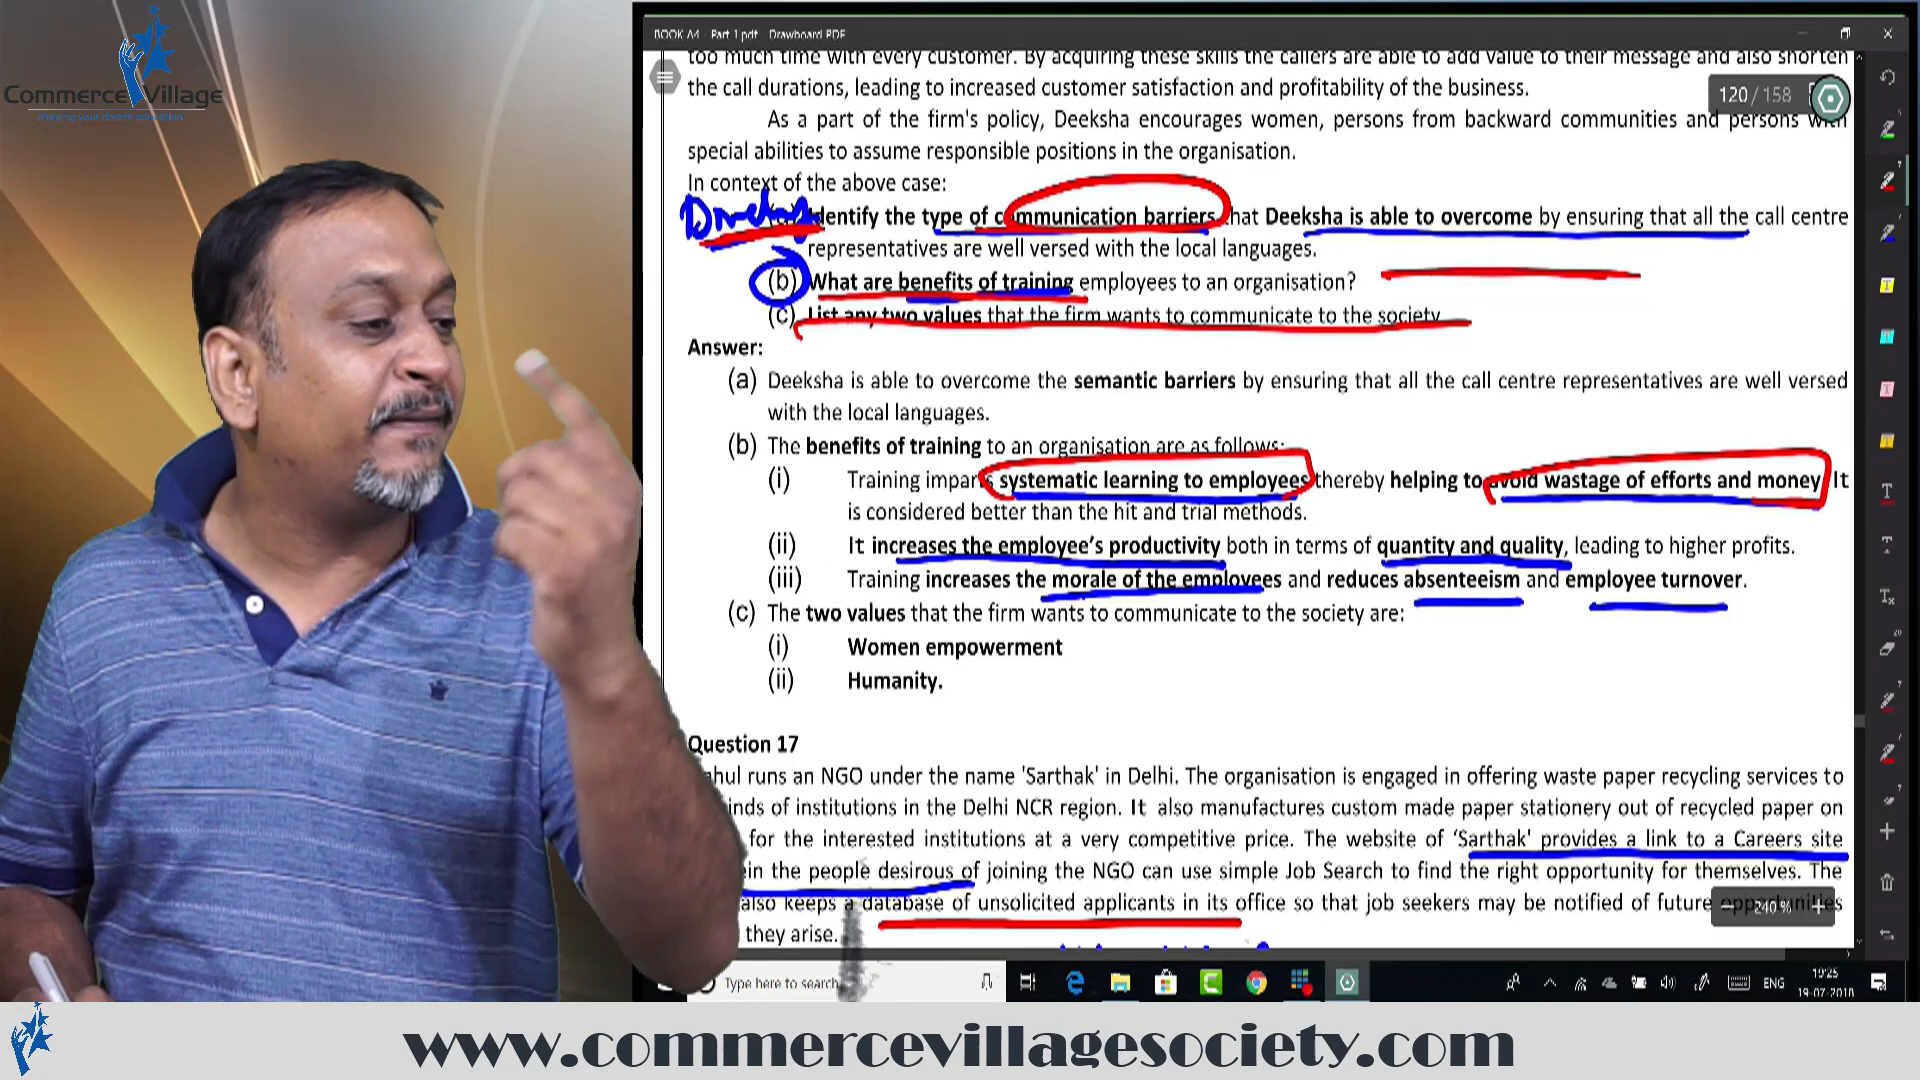 Commerce Village
shaping your dream destination
BOOK A4 - Part 1.pdf - Drawboard PDF
too much time with every customer. By acquiring these skills the callers are able to add value to their message and also shorten
the call durations, leading to increased customer satisfaction and profitability of the business.
120 / 158
As a part of the firm's policy, Deeksha encourages women, persons from backward communities and persons with
special abilities to assume responsible positions in the organisation.
In context of the above case:
Identify the type of communication barriers that Deeksha is able to overcome by ensuring that all the call centre
representatives are well versed with the local languages.
(b) What are benefits of training employees to an organisation?
(c) List any two values that the firm wants to communicate to the society
Answer:
(a) Deeksha is able to overcome the semantic barriers by ensuring that all the call centre representatives are well versed
with the local languages.
(b) The benefits of training to an organisation are as follows:
(i) Training imparts systematic learning to employees thereby helping to avoid wastage of efforts and money. It
is considered better than the hit and trial methods.
(ii) It increases the employee's productivity both in terms of quantity and quality, leading to higher profits.
(iii) Training increases the morale of the employees and reduces absenteeism and employee turnover.
(c) The two values that the firm wants to communicate to the society are:
(i) Women empowerment
(ii) Humanity.
Question 17
ahul runs an NGO under the name 'Sarthak' in Delhi. The organisation is engaged in offering waste paper recycling services to
inds of institutions in the Delhi NCR region. It also manufactures custom made paper stationery out of recycled paper on
for the interested institutions at a very competitive price. The website of ‘Sarthak' provides a link to a Careers site
ein the people desirous of joining the NGO can use simple Job Search to find the right opportunity for themselves. The
also keeps a database of unsolicited applicants in its office so that job seekers may be notified of future opportunities
they arise.
240 %
Type here to search
ENG
19:25
19-07-2018
www.commercevillagesociety.com